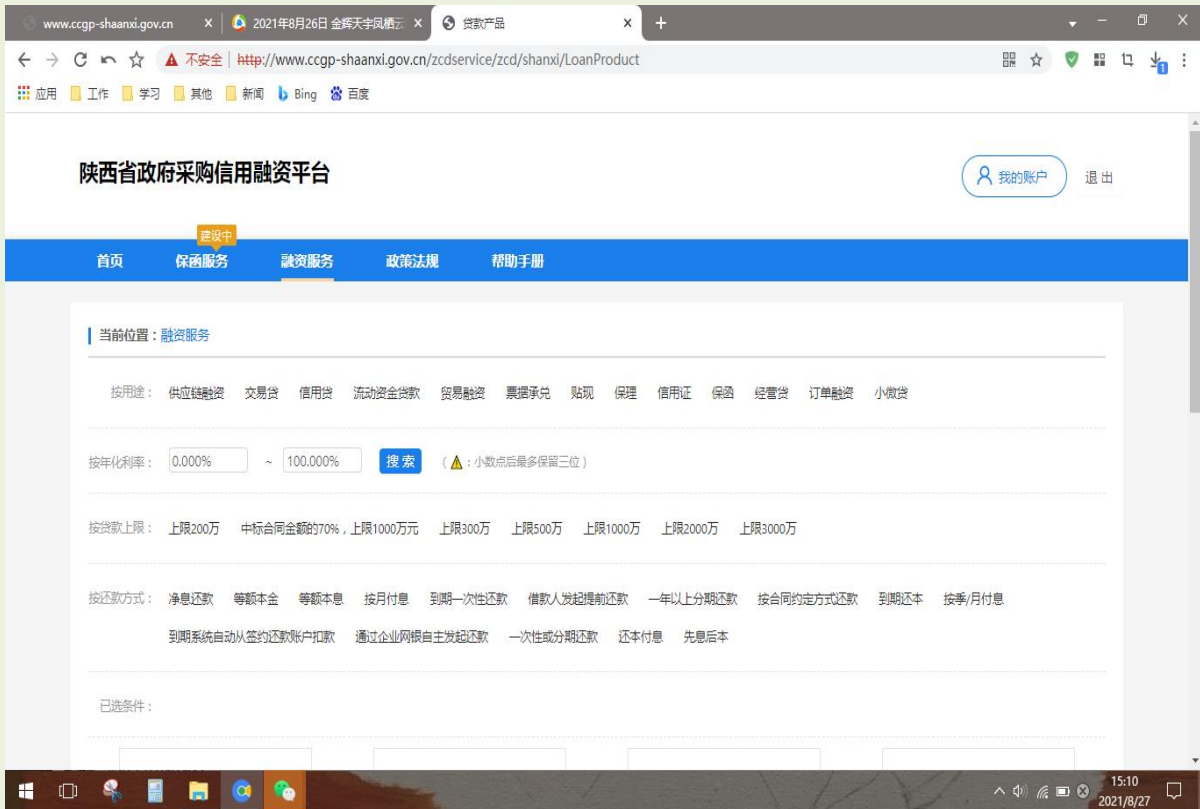 www.ccgp-shaanxi.gov.cn
2021年8月26日 金辉天宇凤栖云
贷款产品
不安全 http://www.ccgp-shaanxi.gov.cn/zcdservice/zcd/shanxi/LoanProduct
应用 工作 学习 其他 新闻 Bing 百度
陕西省政府采购信用融资平台
我的账户 退出
建设中
首页 保函服务 融资服务 政策法规 帮助手册
当前位置：融资服务
按用途： 供应链融资 交易贷 信用贷 流动资金贷款 贸易融资 票据承兑 贴现 保理 信用证 保函 经营贷 订单融资 小微贷
按年化利率： 0.000% ~ 100.000% 搜索 （ ：小数点后最多保留三位）
按贷款上限： 上限200万 中标合同金额的70%，上限1000万元 上限300万 上限500万 上限1000万 上限2000万 上限3000万
按还款方式： 净息还款 等额本金 等额本息 按月付息 到期一次性还款 借款人发起提前还款 一年以上分期还款 按合同约定方式还款 到期还本 按季/月付息
到期系统自动从签约还款账户扣款 通过企业网银自主发起还款 一次性或分期还款 还本付息 先息后本
已选条件：
1
15:10
2021/8/27